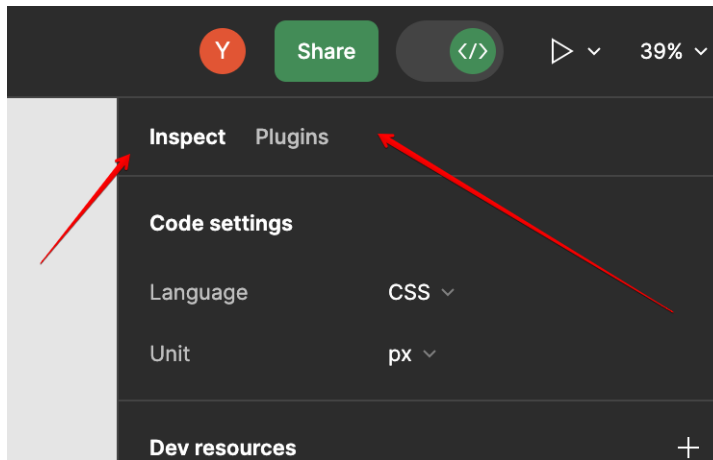 Y Share </> 39%
Inspect Plugins
Code settings
Language CSS
Unit px
Dev resources +